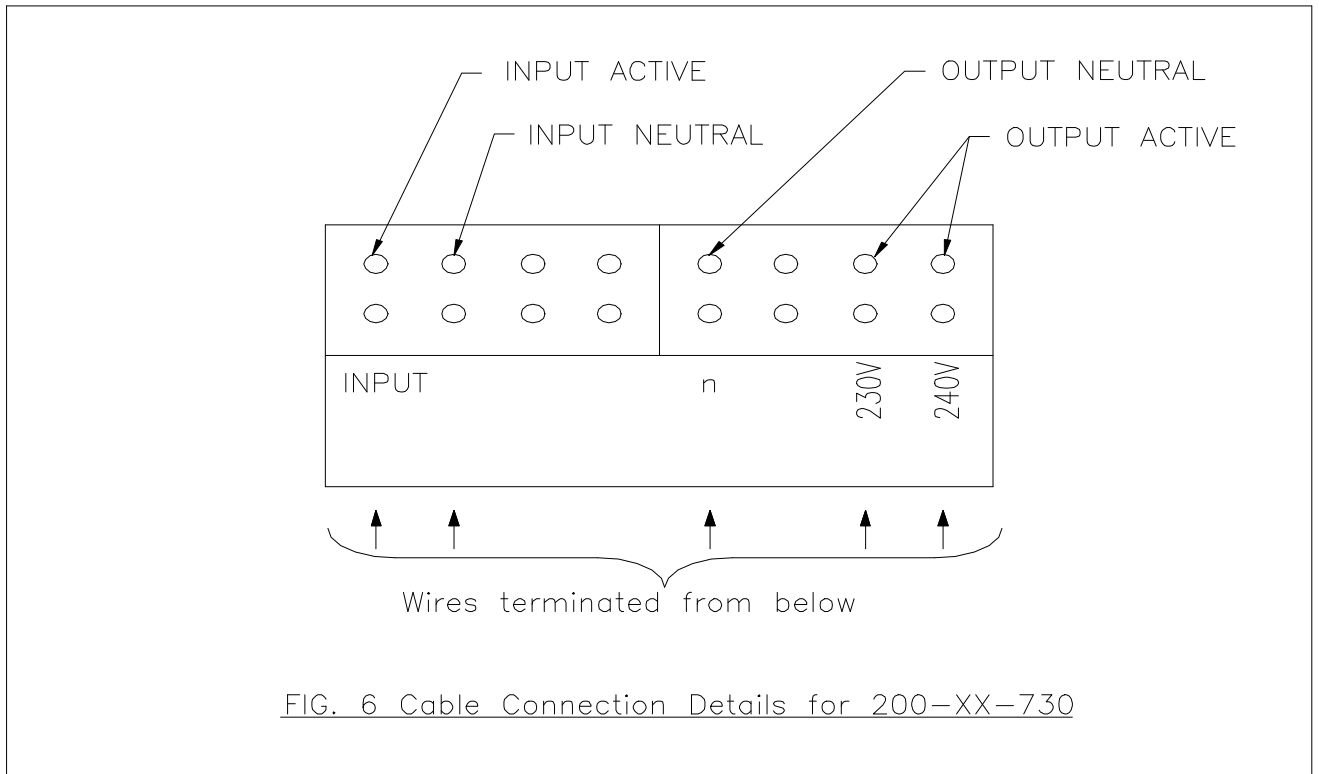 INPUT ACTIVE
OUTPUT NEUTRAL
INPUT NEUTRAL
OUTPUT ACTIVE
INPUT
n
230V
240V
Wires terminated from below
FIG. 6 Cable Connection Details for 200-XX-730